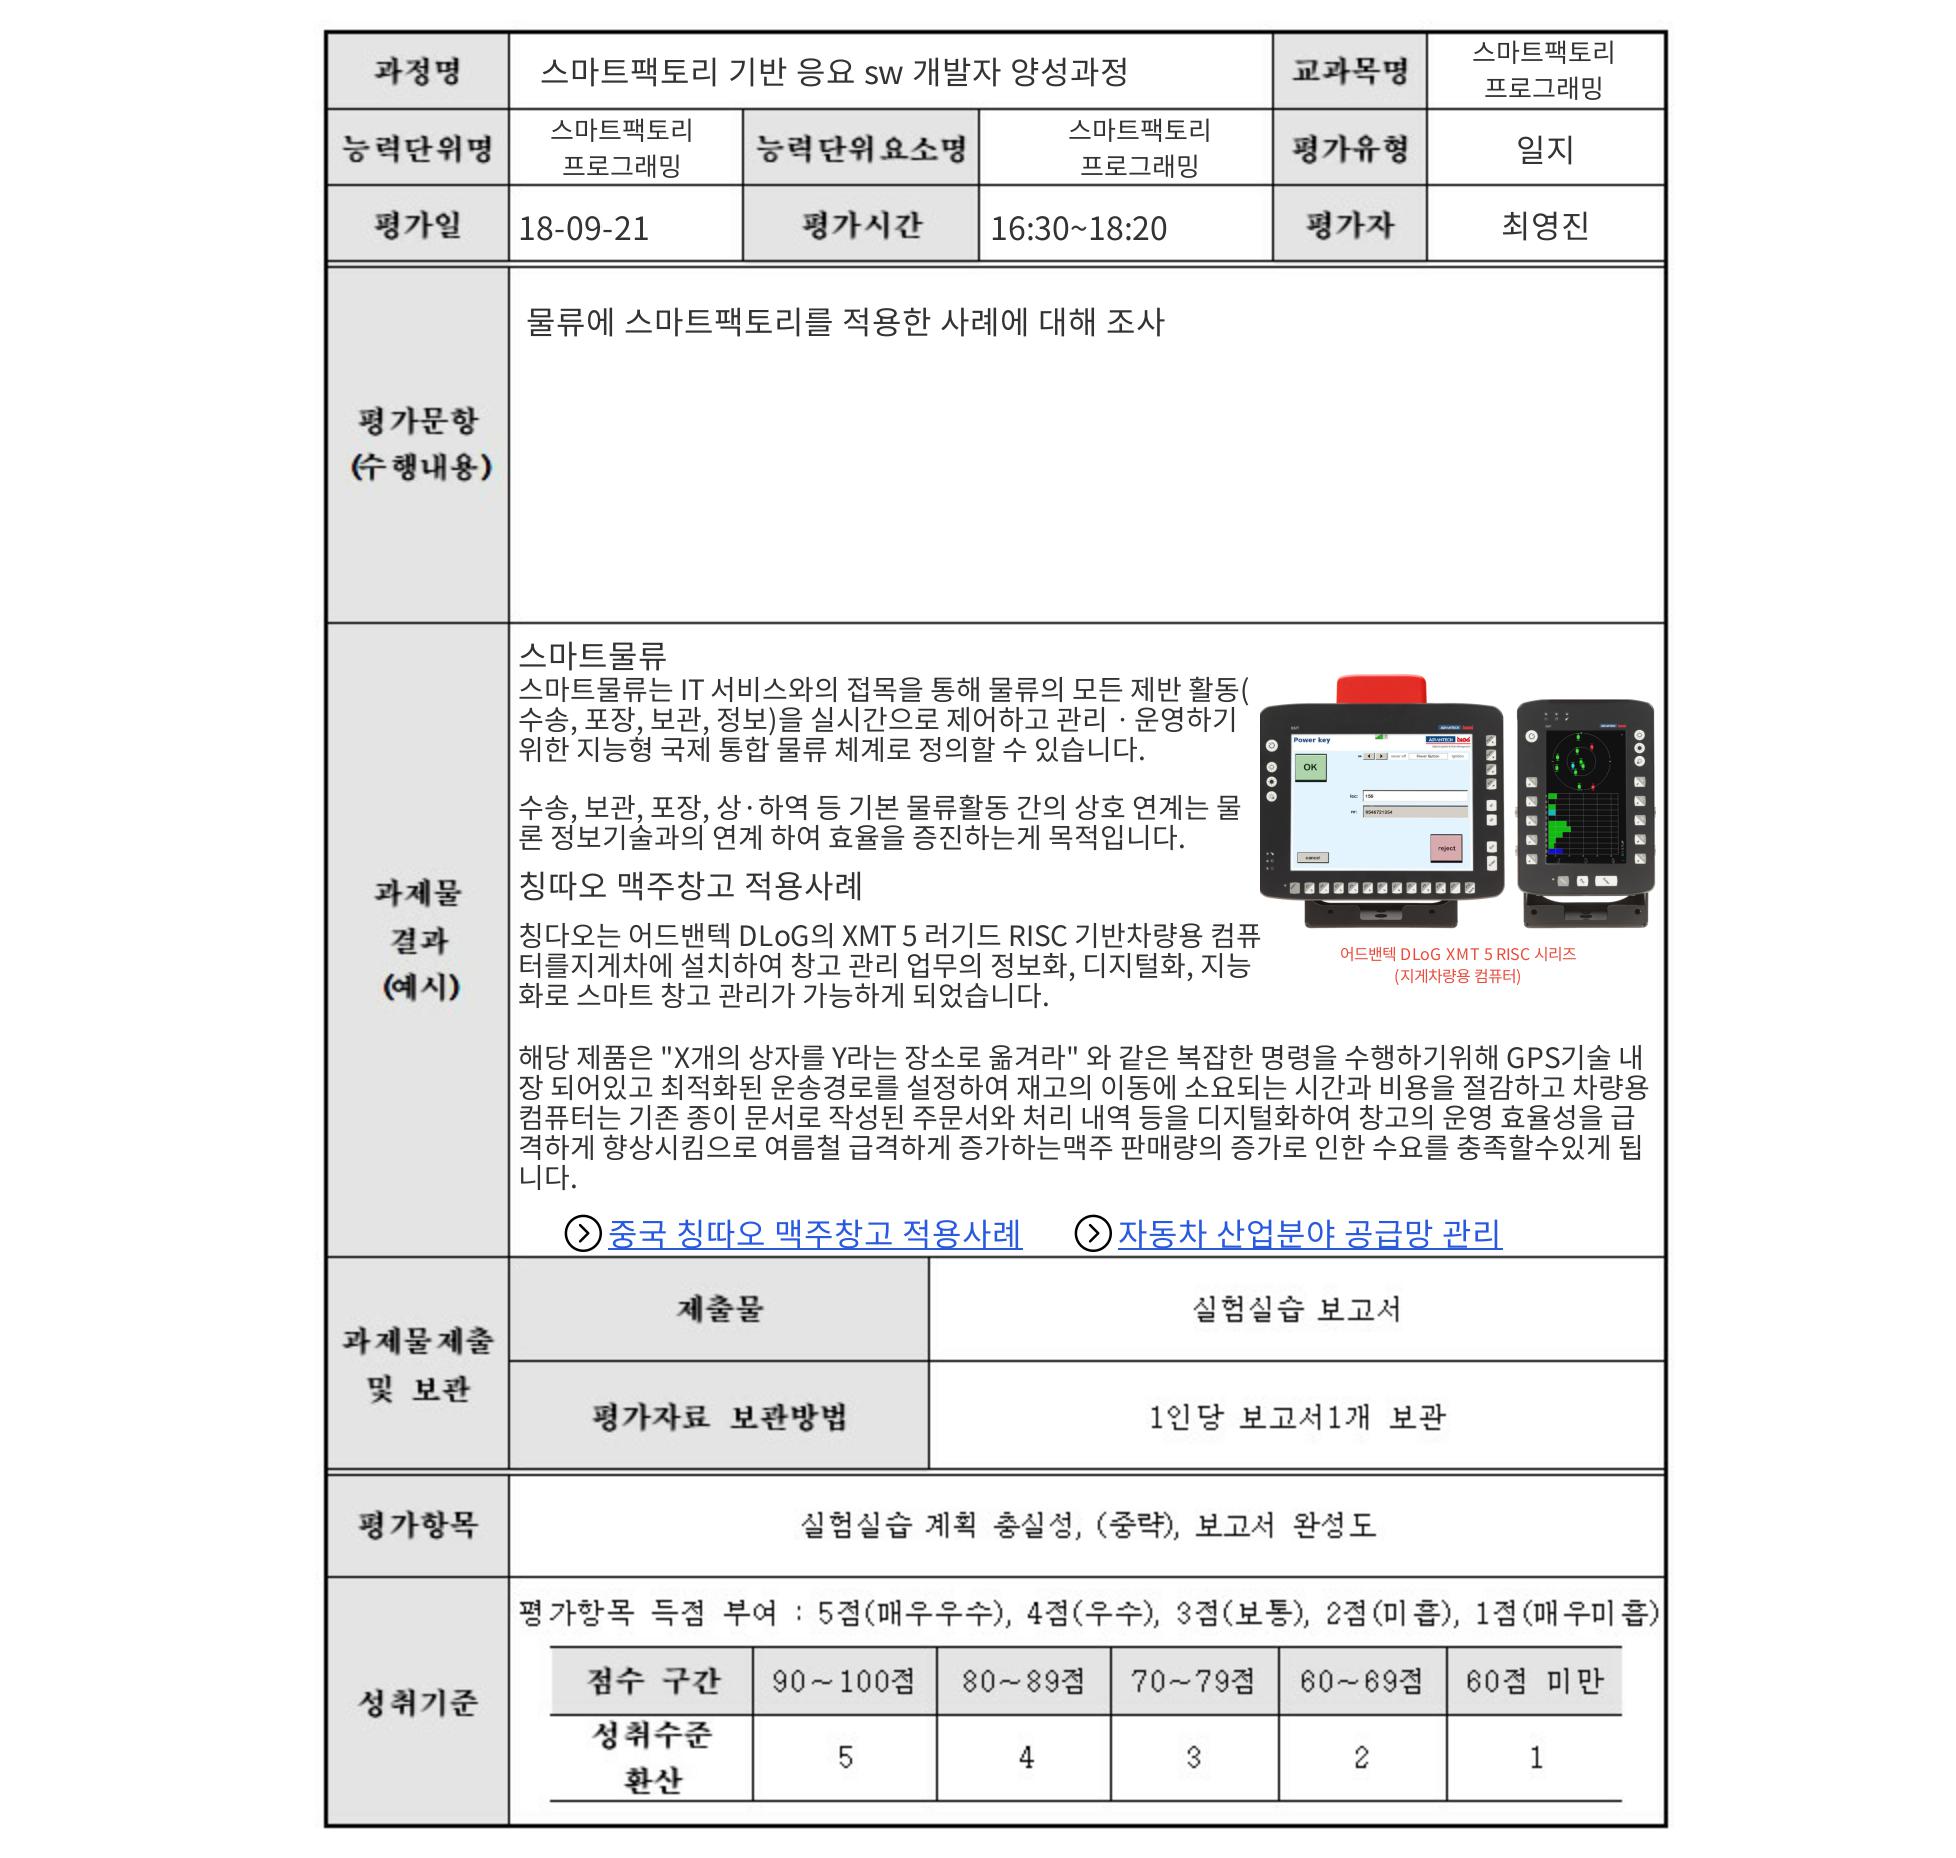 과정명 스마트팩토리 기반 응요 sw 개발자 양성과정 교과목명 스마트팩토리
프로그래밍
능력단위명 스마트팩토리
프로그래밍 능력단위요소명 스마트팩토리
프로그래밍 평가유형 일지
평가일 18-09-21 평가시간 16:30~18:20 평가자 최영진
평가문항
(수행내용)
물류에 스마트팩토리를 적용한 사례에 대해 조사
과제물
결과
(예시)
스마트물류
스마트물류는 IT 서비스와의 접목을 통해 물류의 모든 제반 활동(
수송, 포장, 보관, 정보)을 실시간으로 제어하고 관리 · 운영하기
위한 지능형 국제 통합 물류 체계로 정의할 수 있습니다.
수송, 보관, 포장, 상·하역 등 기본 물류활동 간의 상호 연계는 물
론 정보기술과의 연계 하여 효율을 증진하는게 목적입니다.
칭따오 맥주창고 적용사례
칭다오는 어드밴텍 DLoG의 XMT 5 러기드 RISC 기반차량용 컴퓨
터를지게차에 설치하여 창고 관리 업무의 정보화, 디지털화, 지능
화로 스마트 창고 관리가 가능하게 되었습니다.
Power key
ADVANTECH DLoG
OK
reject
cancel
어드밴텍 DLoG XMT 5 RISC 시리즈
(지게차량용 컴퓨터)
해당 제품은 "X개의 상자를 Y라는 장소로 옮겨라" 와 같은 복잡한 명령을 수행하기위해 GPS기술 내
장 되어있고 최적화된 운송경로를 설정하여 재고의 이동에 소요되는 시간과 비용을 절감하고 차량용
컴퓨터는 기존 종이 문서로 작성된 주문서와 처리 내역 등을 디지털화하여 창고의 운영 효율성을 급
격하게 향상시킴으로 여름철 급격하게 증가하는맥주 판매량의 증가로 인한 수요를 충족할수있게 됩
니다.
중국 칭따오 맥주창고 적용사례 자동차 산업분야 공급망 관리
과제물제출
및 보관
제출물 실험실습 보고서
평가자료 보관방법 1인당 보고서1개 보관
평가항목 실험실습 계획 충실성, (중략), 보고서 완성도
성취기준
평가항목 득점 부여 : 5점(매우우수), 4점(우수), 3점(보통), 2점(미흡), 1점(매우미흡)
점수 구간 90~100점 80~89점 70~79점 60~69점 60점 미만
성취수준
환산 5 4 3 2 1